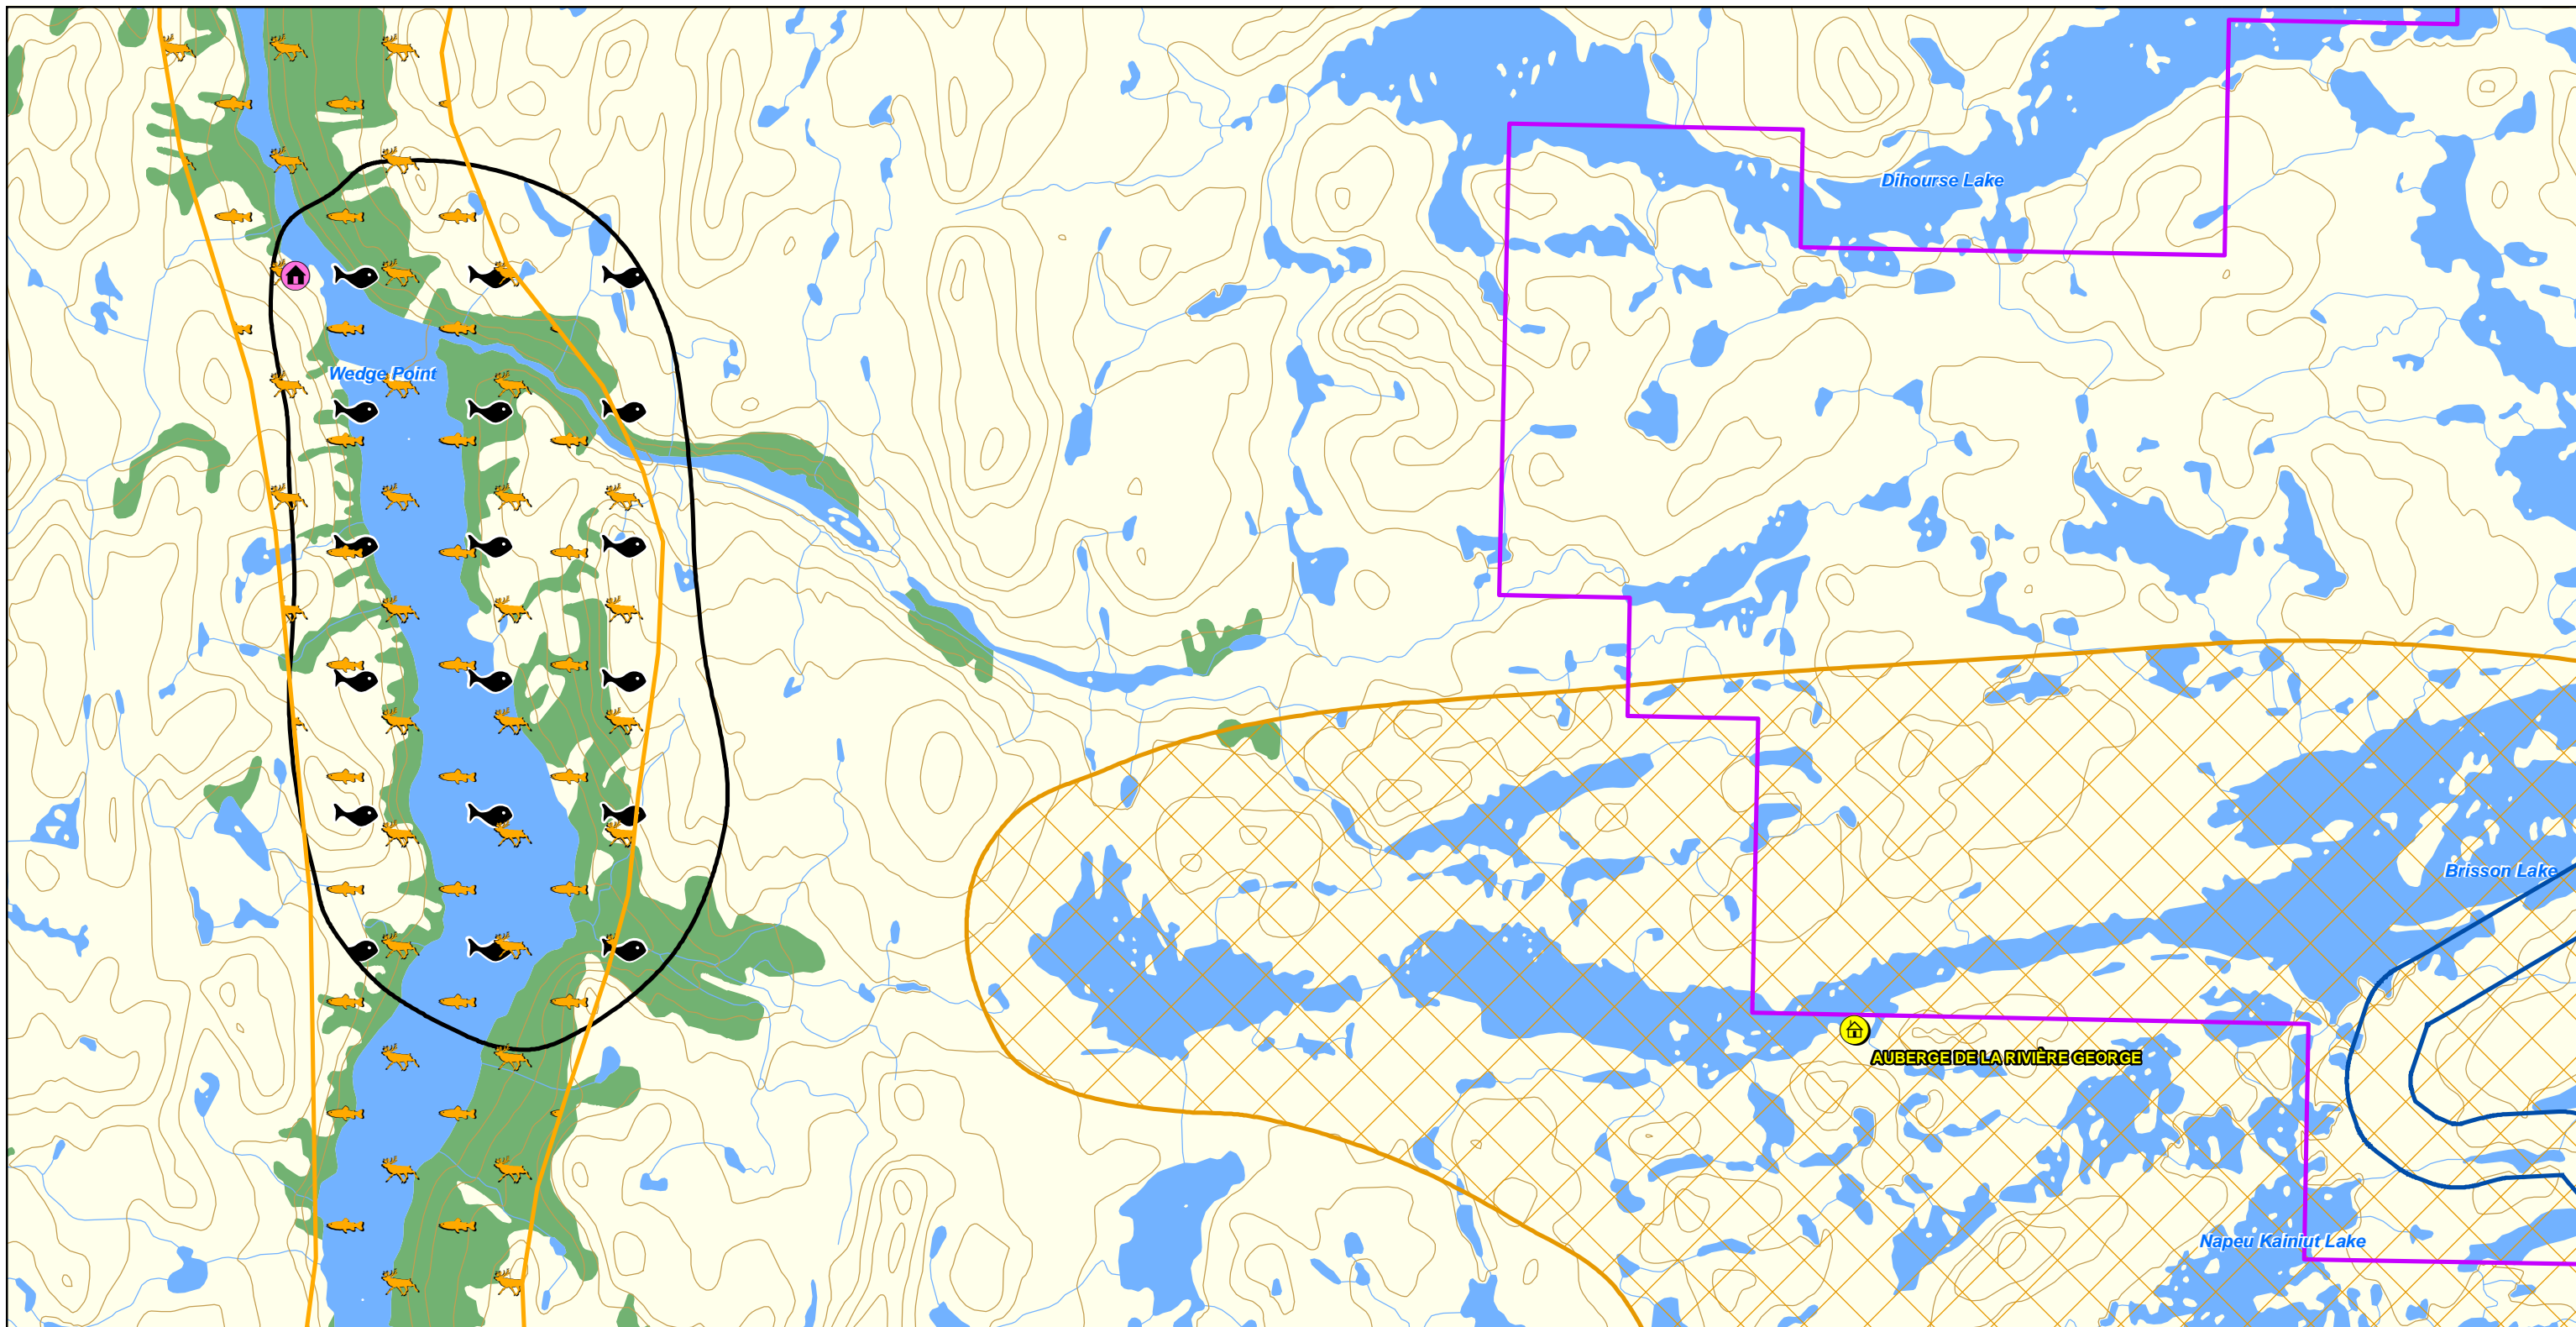 Dihourse Lake
Wedge Point
Brisson Lake
AUBERGE DE LA RIVIÈRE GEORGE
Napeu Kainiut Lake